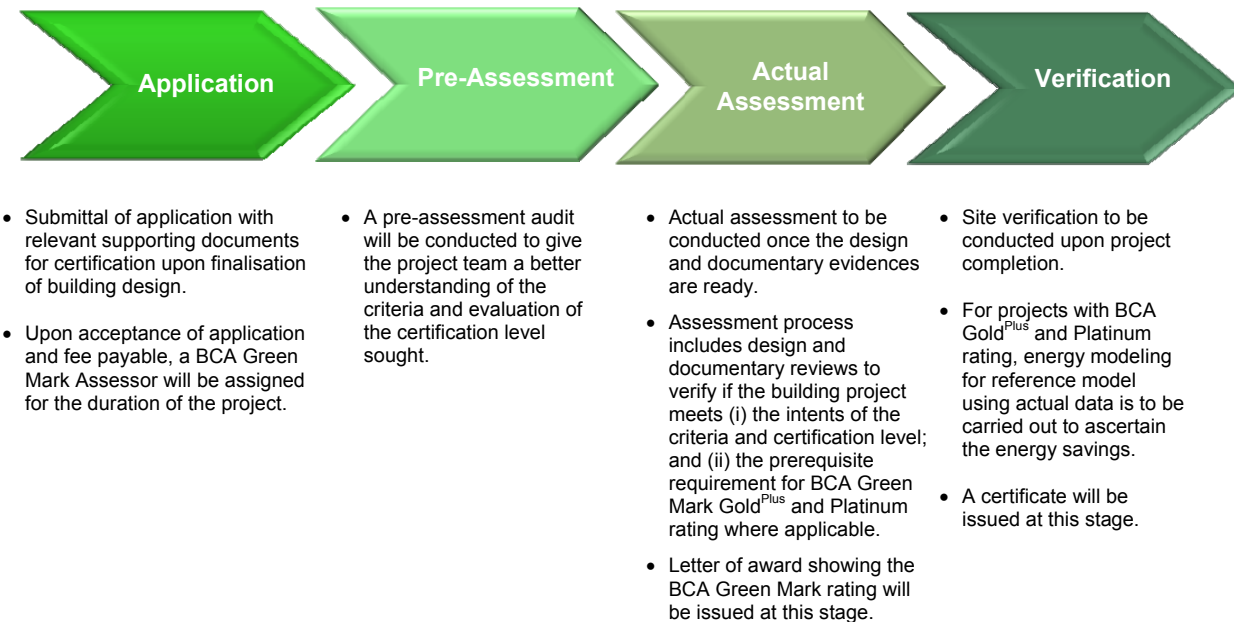 Application
Pre-Assessment
Actual
Assessment
Verification
• Submittal of application with
relevant supporting documents
for certification upon finalisation
of building design.
• Upon acceptance of application
and fee payable, a BCA Green
Mark Assessor will be assigned
for the duration of the project.
• A pre-assessment audit
will be conducted to give
the project team a better
understanding of the
criteria and evaluation of
the certification level
sought.
• Actual assessment to be
conducted once the design
and documentary evidences
are ready.
• Assessment process
includes design and
documentary reviews to
verify if the building project
meets (i) the intents of the
criteria and certification level;
and (ii) the prerequisite
requirement for BCA Green
Mark GoldPlus and Platinum
rating where applicable.
• Letter of award showing the
BCA Green Mark rating will
be issued at this stage.
• Site verification to be
conducted upon project
completion.
• For projects with BCA
GoldPlus and Platinum
rating, energy modeling
for reference model
using actual data is to be
carried out to ascertain
the energy savings.
• A certificate will be
issued at this stage.